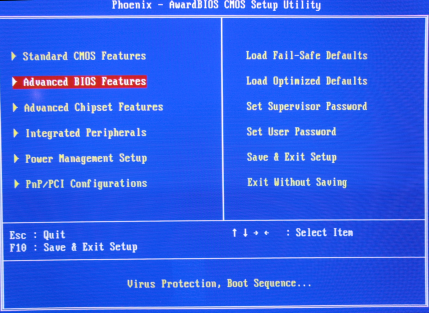 Phoenix - AwardBIOS CMOS Setup Utility
Standard CMOS Features
Advanced BIOS Features
Advanced Chipset Features
Integrated Peripherals
Power Management Setup
PnP/PCI Configurations
Load Fail-Safe Defaults
Load Optimized Defaults
Set Supervisor Password
Set User Password
Save & Exit Setup
Exit Without Saving
Esc : Quit
F10 : Save & Exit Setup
↑ ↓ → ← : Select Item
Virus Protection, Boot Sequence...